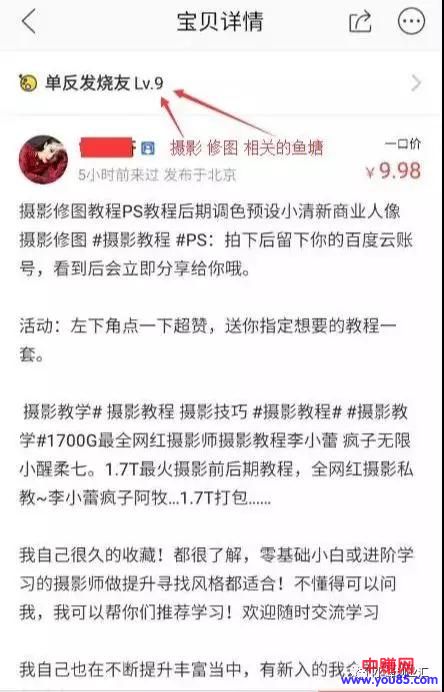 宝贝详情
单反发烧友 Lv.9
摄影 修图 相关的鱼塘
一口价
5小时前来过 发布于北京
¥9.98
摄影修图教程PS教程后期调色预设小清新商业人像
摄影修图 #摄影教程 #PS：拍下后留下你的百度云账
号，看到后会立即分享给你哦。
活动：左下角点一下超赞，送你指定想要的教程一
套。
摄影教学# 摄影教程 摄影技巧 #摄影教程# #摄影教
学#1700G最全网红摄影师摄影教程李小蕾 疯子无限
小醒柔七。1.7T最火摄影前后期教程，全网红摄影私
教~李小蕾疯子阿牧...1.7T打包......
我自己很久的收藏！都很了解，零基础小白或进阶学
习的摄影师做提升寻找风格都适合！不懂得可以问
我，我可以帮你们推荐学习！欢迎随时交流学习
我自己也在不断提升丰富当中，有新入的我会
中赚网
www.you85.com